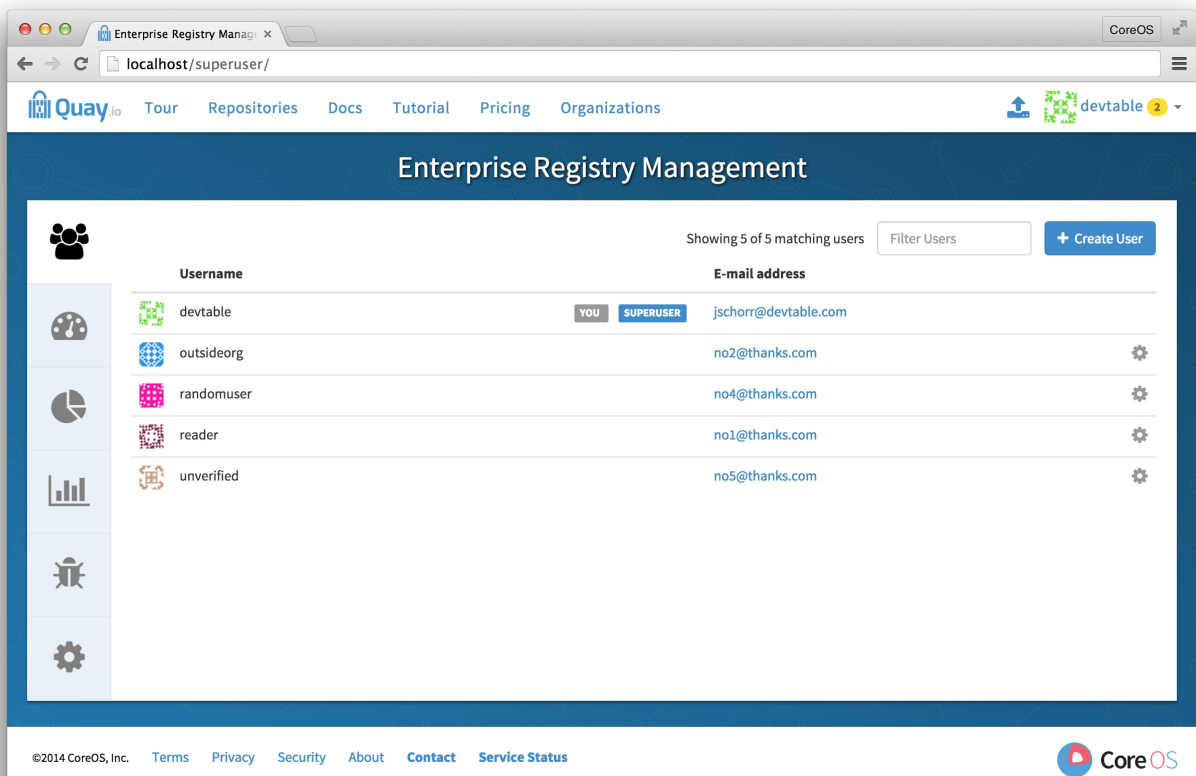 Enterprise Registry Manag
CoreOS
localhost/superuser/
Quay.io Tour Repositories Docs Tutorial Pricing Organizations devtable 2
Enterprise Registry Management
Showing 5 of 5 matching users Filter Users + Create User
Username E-mail address
devtable YOU SUPERUSER jschorr@devtable.com
outsideorg no2@thanks.com
randomuser no4@thanks.com
reader no1@thanks.com
unverified no5@thanks.com
©2014 CoreOS, Inc. Terms Privacy Security About Contact Service Status Core OS